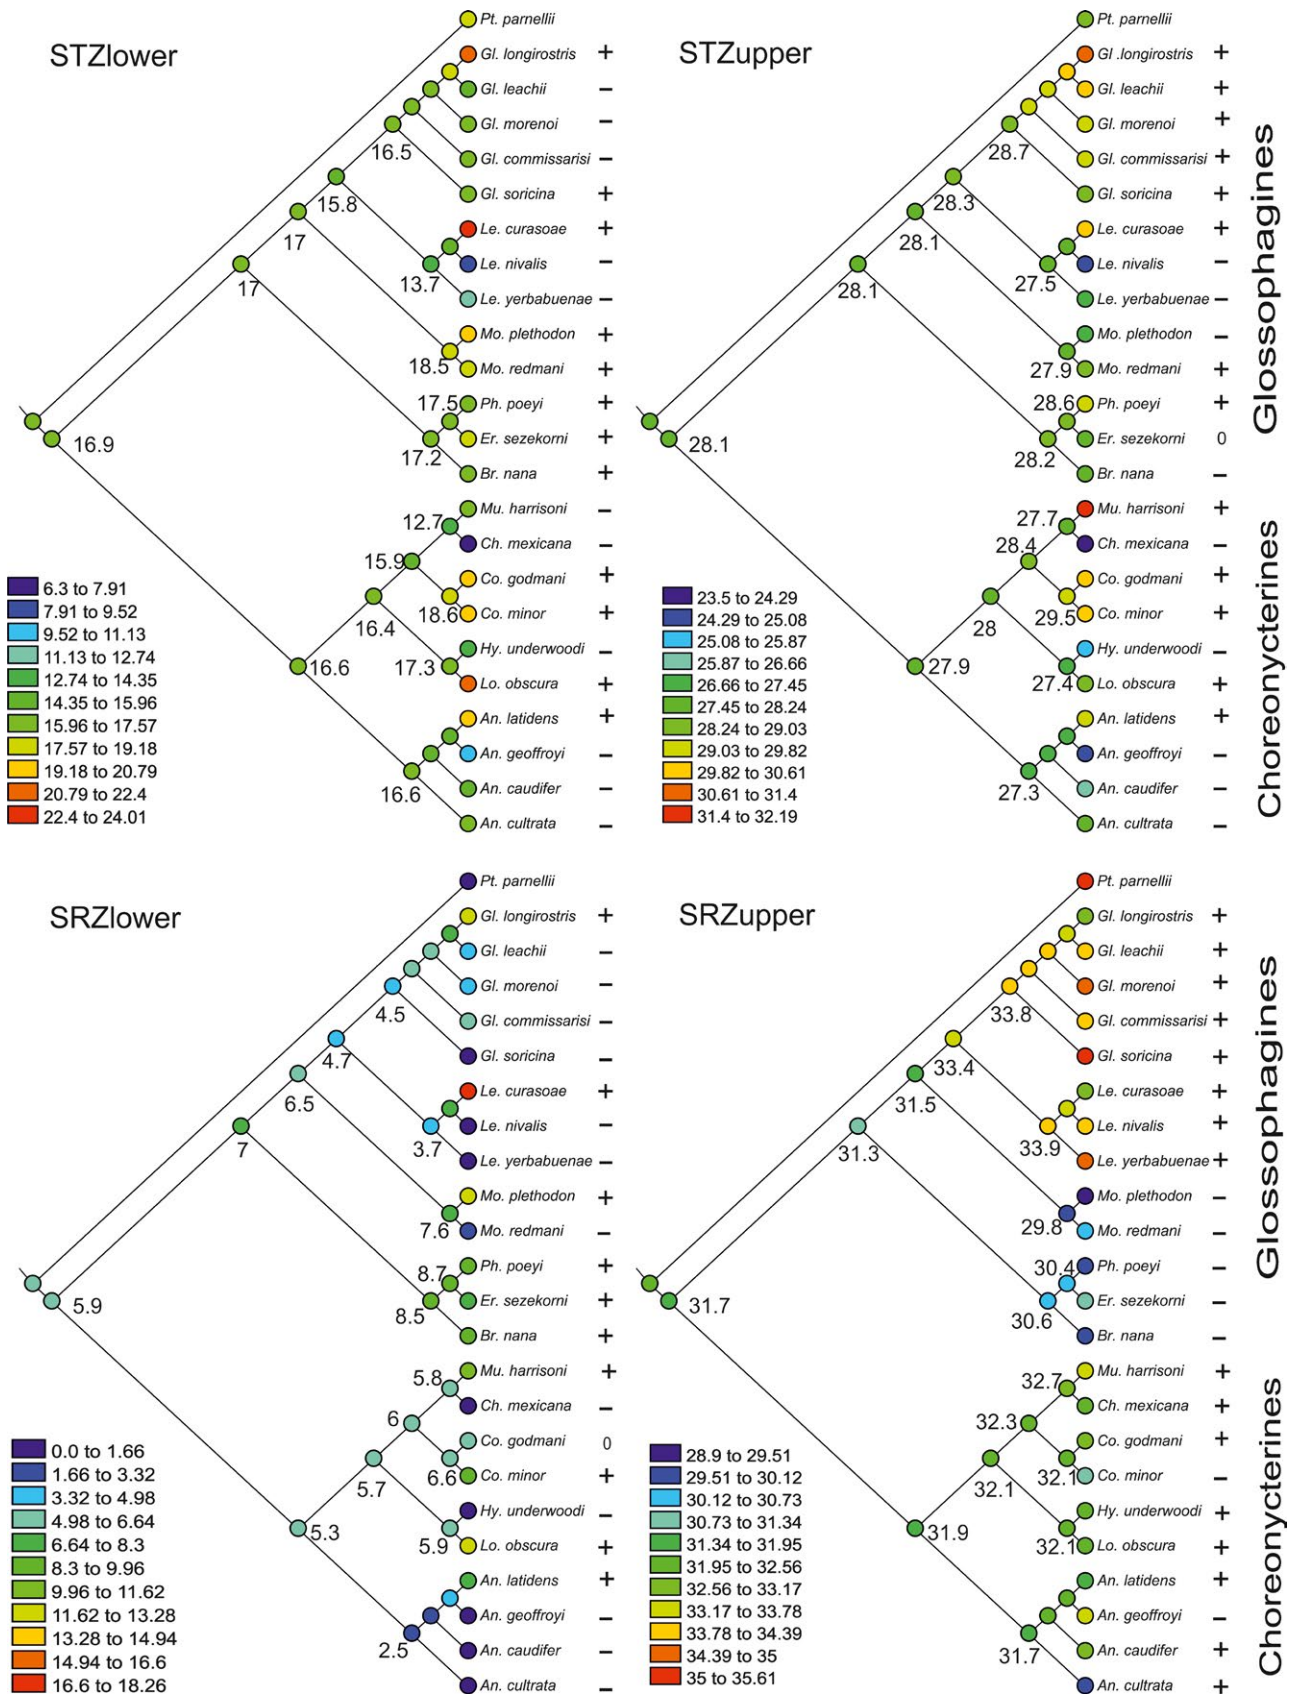 STZlower
Pt. parnellii
Gl. longirostris +
Gl. leachii –
Gl. morenoi –
16.5
Gl. commissarisi –
Gl. soricina +
15.8
Le. curasoae +
17
Le. nivalis –
13.7
Le. yerbabuenae –
17
Mo. plethodon +
18.5
Mo. redmani +
17.5
Ph. poeyi +
16.9
Er. sezekorni +
17.2
Br. nana +
Mu. harrisoni –
12.7
Ch. mexicana –
15.9
Co. godmani +
18.6
Co. minor +
16.4
Hy. underwoodi –
16.6
17.3
Lo. obscura +
An. latidens +
An. geoffroyi –
16.6
An. caudifer –
An. cultrata –
6.3 to 7.91
7.91 to 9.52
9.52 to 11.13
11.13 to 12.74
12.74 to 14.35
14.35 to 15.96
15.96 to 17.57
17.57 to 19.18
19.18 to 20.79
20.79 to 22.4
22.4 to 24.01
STZupper
Pt. parnellii
Gl .longirostris +
Gl. leachii +
Gl. morenoi +
28.7
Gl. commissarisi +
Gl. soricina +
28.3
Le. curasoae +
28.1
Le. nivalis –
27.5
Le. yerbabuenae –
28.1
Mo. plethodon –
27.9
Mo. redmani +
28.6
Ph. poeyi +
28.1
Er. sezekorni 0
28.2
Br. nana –
Mu. harrisoni +
27.7
Ch. mexicana –
28.4
Co. godmani +
29.5
Co. minor +
28
Hy. underwoodi –
27.9
27.4
Lo. obscura +
An. latidens +
An. geoffroyi –
27.3
An. caudifer –
An. cultrata –
23.5 to 24.29
24.29 to 25.08
25.08 to 25.87
25.87 to 26.66
26.66 to 27.45
27.45 to 28.24
28.24 to 29.03
29.03 to 29.82
29.82 to 30.61
30.61 to 31.4
31.4 to 32.19
Glossophagines
Choreonycterines
SRZlower
Pt. parnellii
Gl. longirostris +
Gl. leachii –
Gl. morenoi –
4.5
Gl. commissarisi –
Gl. soricina –
4.7
Le. curasoae +
6.5
Le. nivalis –
3.7
Le. yerbabuenae –
7
Mo. plethodon +
7.6
Mo. redmani –
8.7
Ph. poeyi +
5.9
Er. sezekorni +
8.5
Br. nana +
Mu. harrisoni +
5.8
Ch. mexicana –
6
Co. godmani 0
6.6
Co. minor +
5.7
Hy. underwoodi –
5.3
5.9
Lo. obscura +
An. latidens +
An. geoffroyi –
2.5
An. caudifer –
An. cultrata –
0.0 to 1.66
1.66 to 3.32
3.32 to 4.98
4.98 to 6.64
6.64 to 8.3
8.3 to 9.96
9.96 to 11.62
11.62 to 13.28
13.28 to 14.94
14.94 to 16.6
16.6 to 18.26
SRZupper
Pt. parnellii
Gl. longirostris +
Gl. leachii +
Gl. morenoi +
33.8
Gl. commissarisi +
Gl. soricina +
33.4
Le. curasoae +
31.5
Le. nivalis +
33.9
Le. yerbabuenae +
31.3
Mo. plethodon –
29.8
Mo. redmani –
30.4
Ph. poeyi –
31.7
Er. sezekorni –
30.6
Br. nana –
Mu. harrisoni +
32.7
Ch. mexicana +
32.3
Co. godmani +
32.1
Co. minor –
32.1
Hy. underwoodi +
31.9
32.1
Lo. obscura +
An. latidens +
An. geoffroyi –
31.7
An. caudifer +
An. cultrata +
28.9 to 29.51
29.51 to 30.12
30.12 to 30.73
30.73 to 31.34
31.34 to 31.95
31.95 to 32.56
32.56 to 33.17
33.17 to 33.78
33.78 to 34.39
34.39 to 35
35 to 35.61
Glossophagines
Choreonycterines